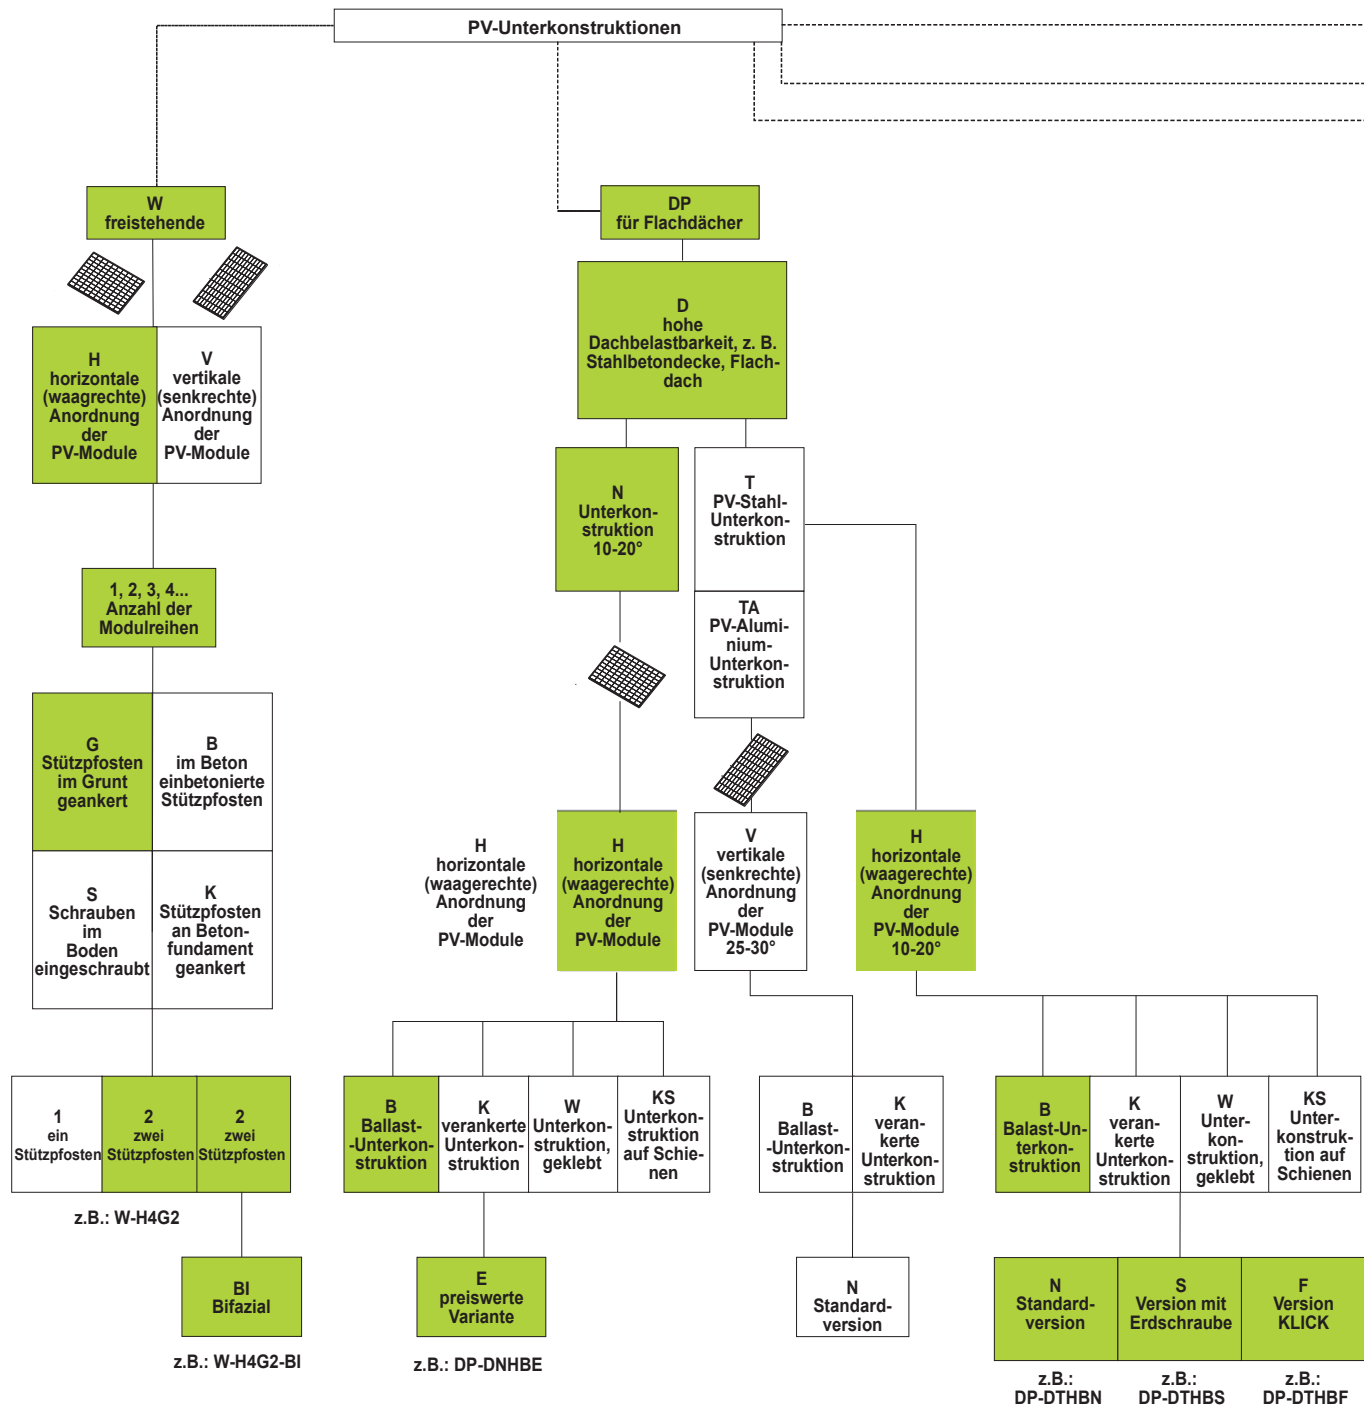 PV-Unterkonstruktionen
W
freistehende
DP
für Flachdächer
D
hohe
Dachbelastbarkeit, z. B.
Stahlbetondecke, Flach-
dach
H
horizontale
(waagrechte)
Anordnung
der
PV-Module
V
vertikale
(senkrechte)
Anordnung
der
PV-Module
N
Unterkon-
struktion
10-20°
T
PV-Stahl-
Unterkon-
struktion
TA
PV-Alumi-
nium-
Unterkon-
struktion
1, 2, 3, 4...
Anzahl der
Modulreihen
G
Stützpfosten
im Grunt
geankert
B
im Beton
einbetonierte
Stützpfosten
S
Schrauben
im
Boden
eingeschraubt
K
Stützpfosten
an Beton-
fundament
geankert
H
horizontale
(waagerechte)
Anordnung
der
PV-Module
H
horizontale
(waagerechte)
Anordnung
der
PV-Module
V
vertikale
(senkrechte)
Anordnung
der
PV-Module
25-30°
H
horizontale
(waagerechte)
Anordnung
der
PV-Module
10-20°
1
ein
Stützpfosten
2
zwei
Stützpfosten
2
zwei
Stützpfosten
z.B.: W-H4G2
BI
Bifazial
z.B.: W-H4G2-BI
B
Ballast-
-Unterkon-
struktion
K
verankerte
Unterkon-
struktion
W
Unterkon-
struktion,
geklebt
KS
Unterkon-
struktion
auf Schie-
nen
E
preiswerte
Variante
z.B.: DP-DNHBE
B
Ballast-
-Unterkon-
struktion
K
veran-
kerte
Unterkon-
struktion
N
Standard-
version
B
Balast-Un-
terkon-
struktion
K
veran-
kerte
Unterkon-
struktion
W
Unter-
kon-
struktion,
geklebt
KS
Unter-
konstruk-
tion auf
Schienen
N
Standard-
version
S
Version mit
Erdschraube
F
Version
KLICK
z.B.:
DP-DTHBN
z.B.:
DP-DTHBS
z.B.:
DP-DTHBF